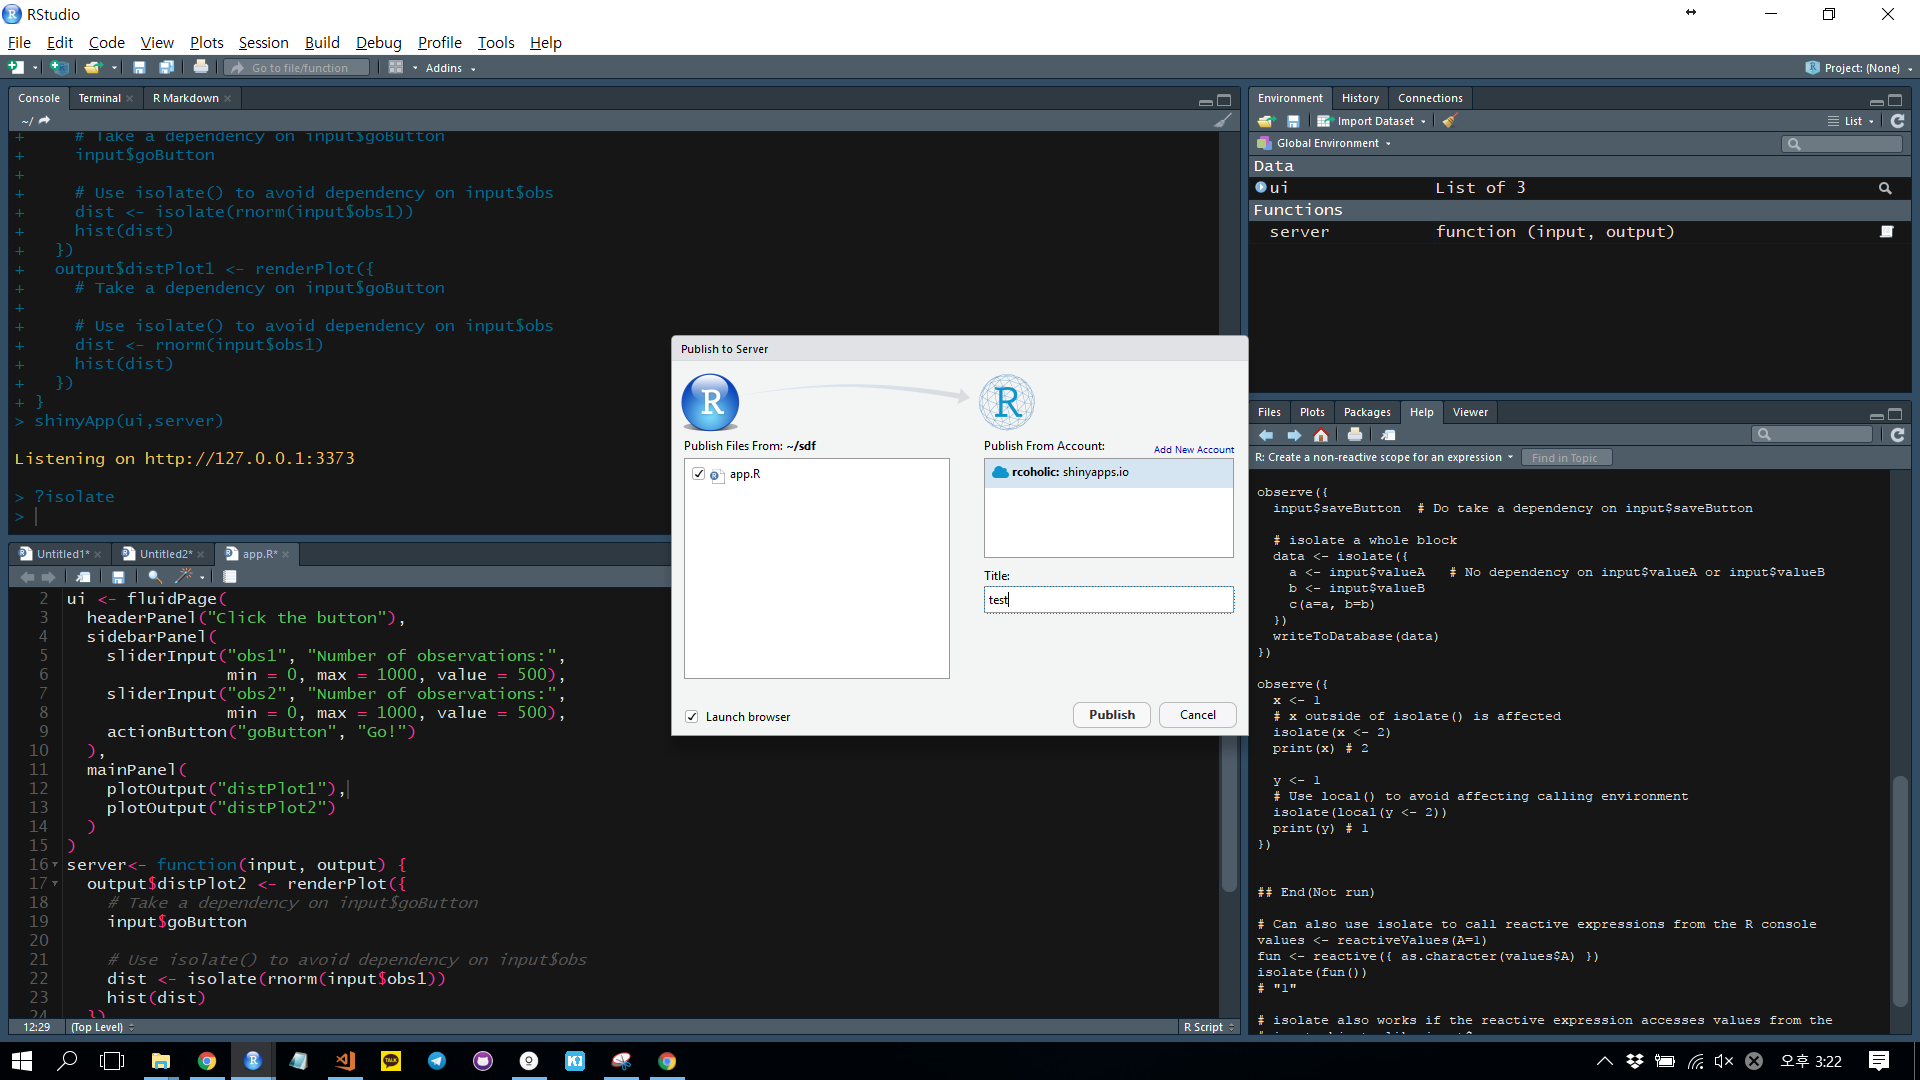 RStudio
File Edit Code View Plots Session Build Debug Profile Tools Help
Go to file/function Addins Project: (None)
Console Terminal R Markdown
~/
+     # Take a dependency on input$goButton
+     input$goButton
+
+     # Use isolate() to avoid dependency on input$obs
+     dist <- isolate(rnorm(input$obs1))
+     hist(dist)
+   })
+   output$distPlot1 <- renderPlot({
+     # Take a dependency on input$goButton
+
+     # Use isolate() to avoid dependency on input$obs
+     dist <- rnorm(input$obs1)
+     hist(dist)
+   })
+ }
> shinyApp(ui,server)
Listening on http://127.0.0.1:3373
> ?isolate
>
Untitled1* Untitled2* app.R*
2 ui <- fluidPage(
3   headerPanel("Click the button"),
4   sidebarPanel(
5     sliderInput("obs1", "Number of observations:",
6                 min = 0, max = 1000, value = 500),
7     sliderInput("obs2", "Number of observations:",
8                 min = 0, max = 1000, value = 500),
9     actionButton("goButton", "Go!")
10   ),
11   mainPanel(
12     plotOutput("distPlot1"),
13     plotOutput("distPlot2")
14   )
15 )
16 server<- function(input, output) {
17   output$distPlot2 <- renderPlot({
18     # Take a dependency on input$goButton
19     input$goButton
20
21     # Use isolate() to avoid dependency on input$obs
22     dist <- isolate(rnorm(input$obs1))
23     hist(dist)
24   })
12:29 (Top Level) R Script
Publish to Server
Publish Files From: ~/sdf
app.R
Publish From Account: Add New Account
rcoholic: shinyapps.io
Title:
test
Launch browser
Publish Cancel
Environment History Connections
Import Dataset List
Global Environment
Data
ui List of 3
Functions
server function (input, output)
Files Plots Packages Help Viewer
R: Create a non-reactive scope for an expression Find in Topic
observe({
  input$saveButton  # Do take a dependency on input$saveButton
  # isolate a whole block
  data <- isolate({
    a <- input$valueA   # No dependency on input$valueA or input$valueB
    b <- input$valueB
    c(a=a, b=b)
  })
  writeToDatabase(data)
})
observe({
  x <- 1
  # x outside of isolate() is affected
  isolate(x <- 2)
  print(x) # 2
  y <- 1
  # Use local() to avoid affecting calling environment
  isolate(local(y <- 2))
  print(y) # 1
})
## End(Not run)
# Can also use isolate to call reactive expressions from the R console
values <- reactiveValues(A=1)
fun <- reactive({ as.character(values$A) })
isolate(fun())
# "1"
# isolate also works if the reactive expression accesses values from the
TALK
오후 3:22